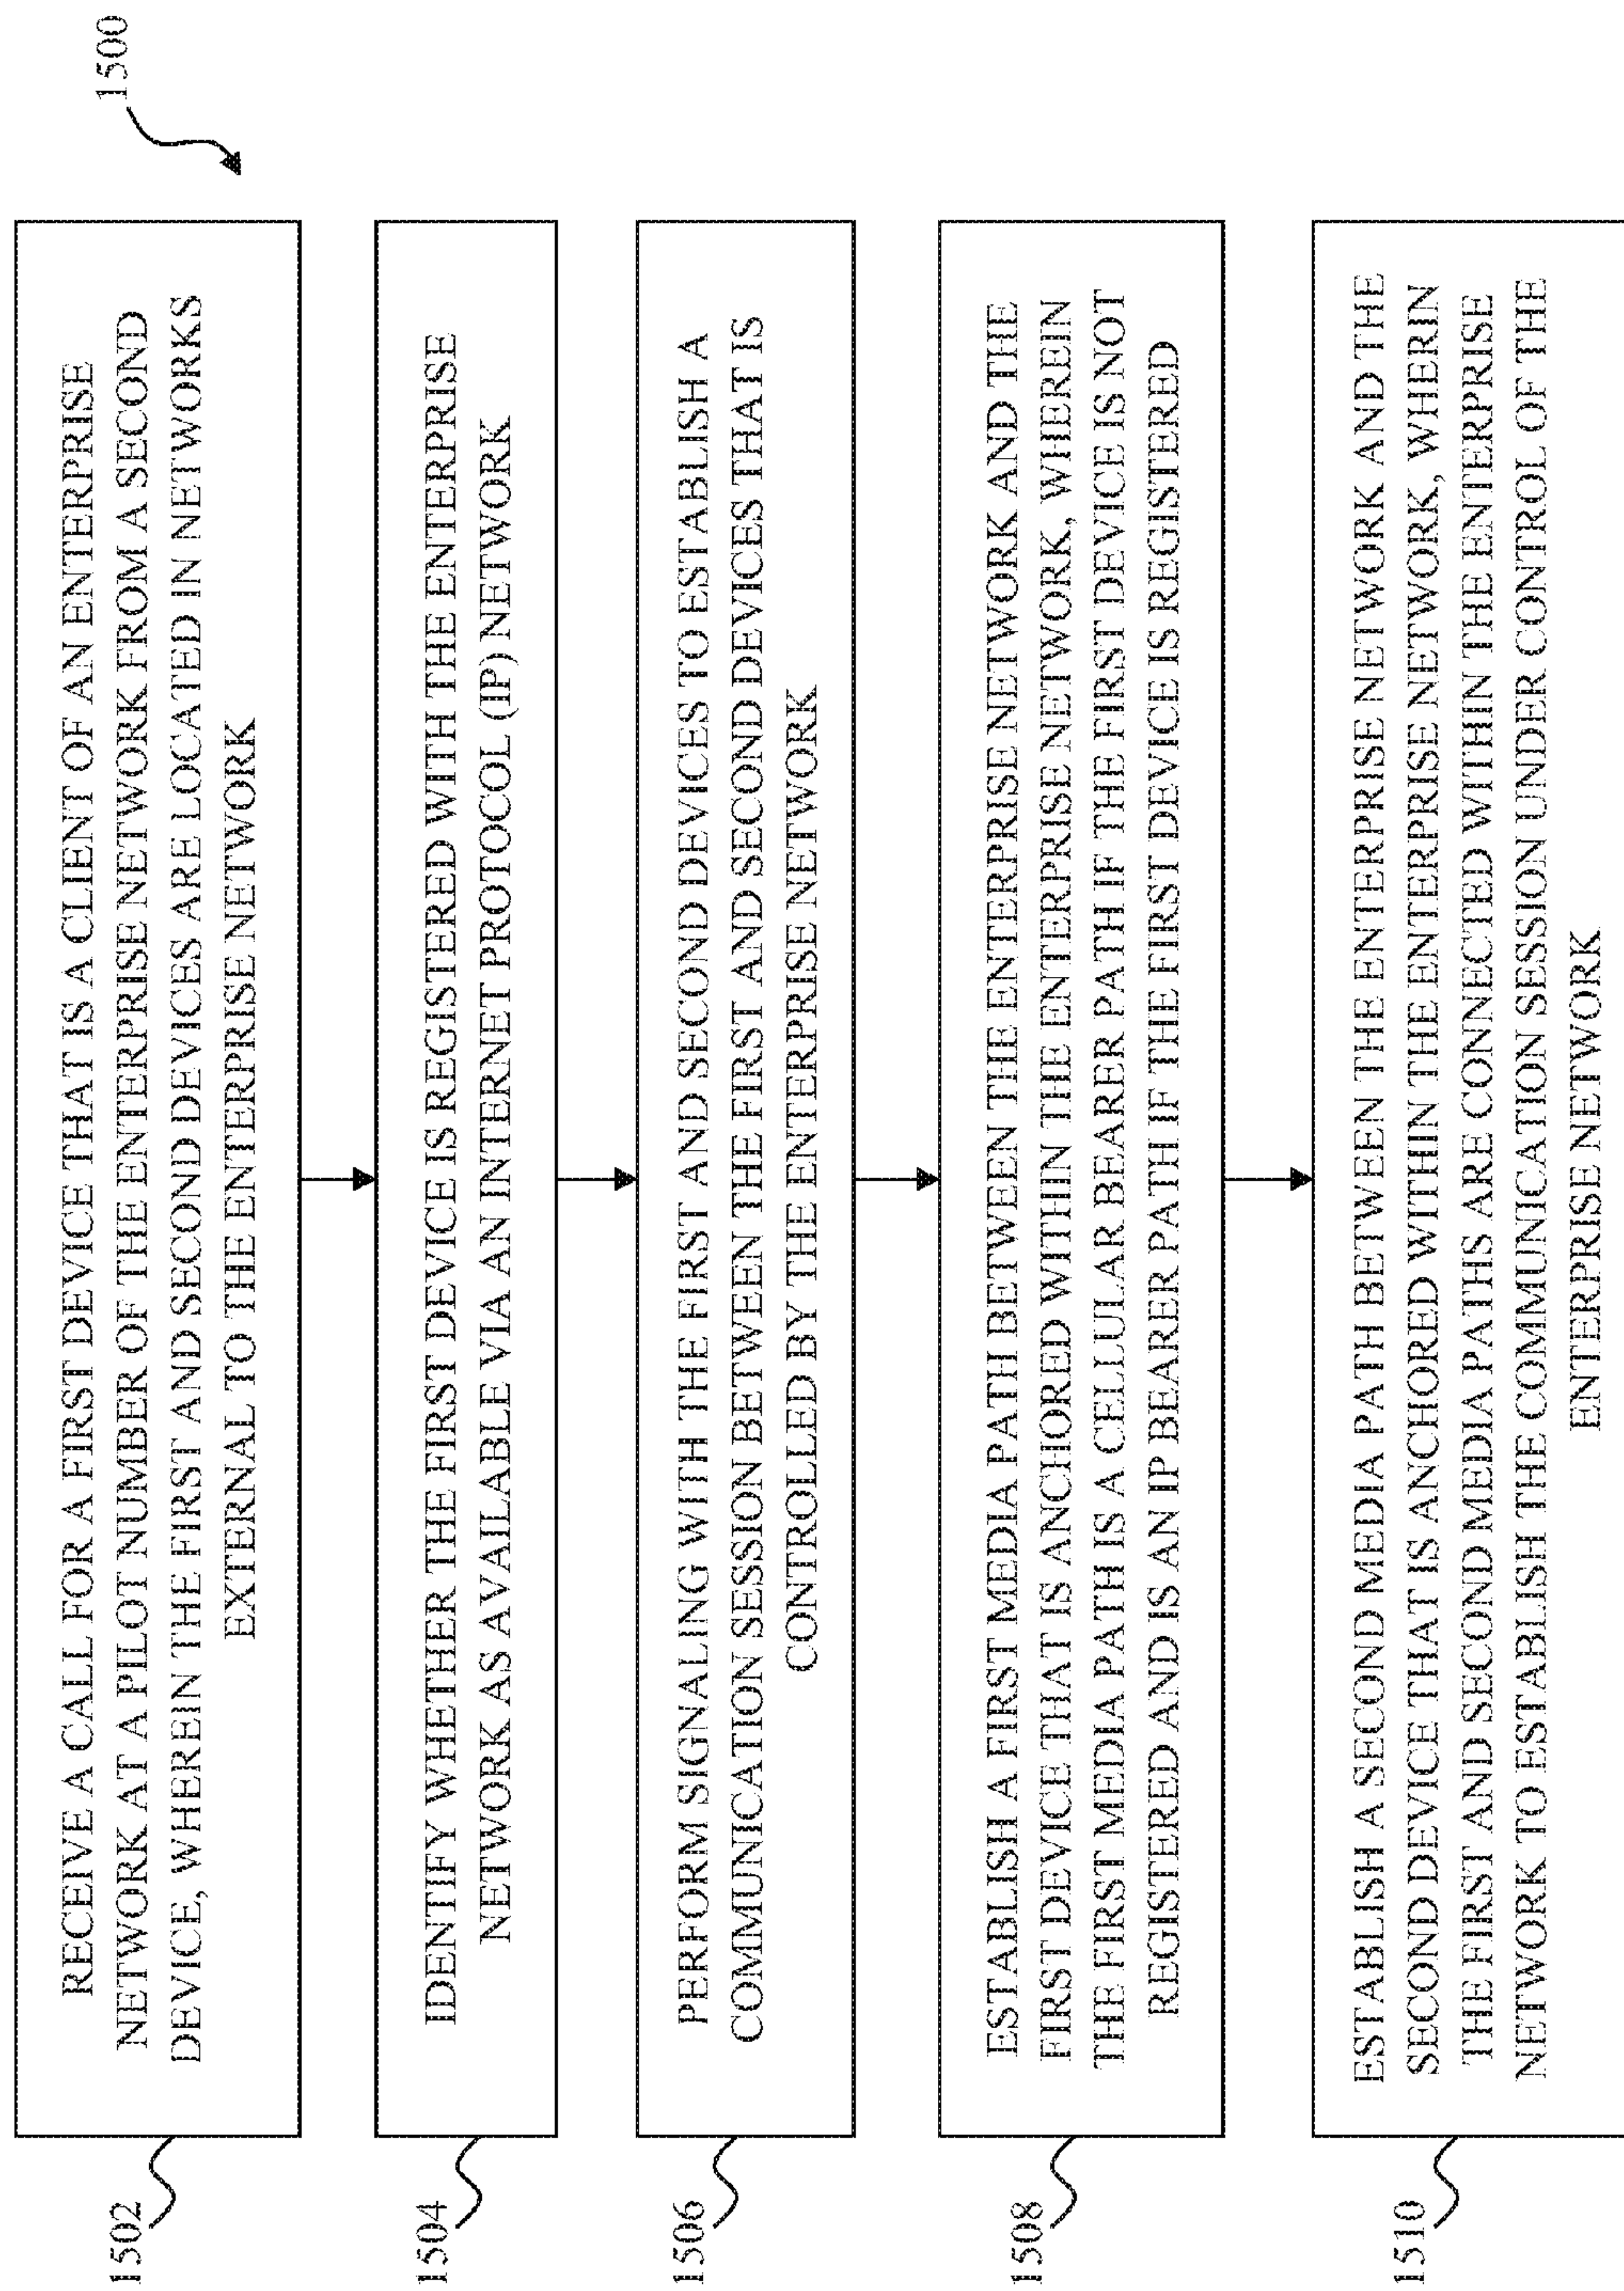 1500
1502
RECEIVE A CALL FOR A FIRST DEVICE THAT IS A CLIENT OF AN ENTERPRISE
NETWORK AT A PILOT NUMBER OF THE ENTERPRISE NETWORK FROM A SECOND
DEVICE, WHEREIN THE FIRST AND SECOND DEVICES ARE LOCATED IN NETWORKS
EXTERNAL TO THE ENTERPRISE NETWORK
1504
IDENTIFY WHETHER THE FIRST DEVICE IS REGISTERED WITH THE ENTERPRISE
NETWORK AS AVAILABLE VIA AN INTERNET PROTOCOL (IP) NETWORK
1506
PERFORM SIGNALING WITH THE FIRST AND SECOND DEVICES TO ESTABLISH A
COMMUNICATION SESSION BETWEEN THE FIRST AND SECOND DEVICES THAT IS
CONTROLLED BY THE ENTERPRISE NETWORK
1508
ESTABLISH A FIRST MEDIA PATH BETWEEN THE ENTERPRISE NETWORK AND THE
FIRST DEVICE THAT IS ANCHORED WITHIN THE ENTERPRISE NETWORK, WHEREIN
THE FIRST MEDIA PATH IS A CELLULAR BEARER PATH IF THE FIRST DEVICE IS NOT
REGISTERED AND IS AN IP BEARER PATH IF THE FIRST DEVICE IS REGISTERED
1510
ESTABLISH A SECOND MEDIA PATH BETWEEN THE ENTERPRISE NETWORK AND THE
SECOND DEVICE THAT IS ANCHORED WITHIN THE ENTERPRISE NETWORK, WHERIN
THE FIRST AND SECOND MEDIA PATHS ARE CONNECTED WITHIN THE ENTERPRISE
NETWORK TO ESTABLISH THE COMMUNICATION SESSION UNDER CONTROL OF THE
ENTERPRISE NETWORK